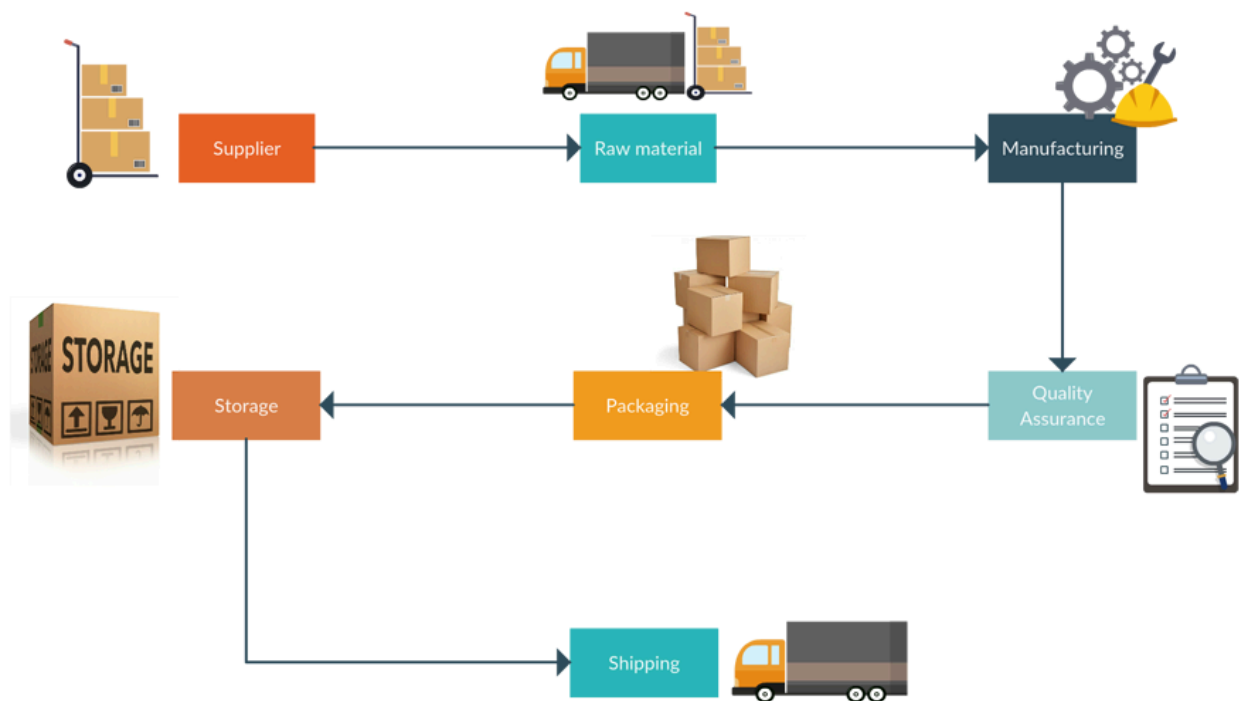 Supplier
Raw material
Manufacturing
STORAGE
STORAGE
Storage
Packaging
Quality
Assurance
Shipping